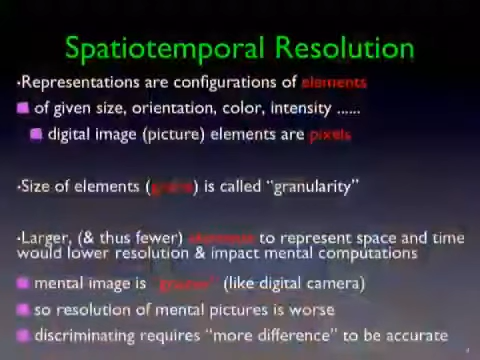 Spatiotemporal Resolution
•Representations are configurations of elements
of given size, orientation, color, intensity ......
digital image (picture) elements are pixels
Size of elements (grains) is called "granularity"
•Larger, (& thus fewer) elements to represent space and time
would lower resolution & impact mental computations
mental image is "grainier" (like digital camera)
so resolution of mental pictures is worse
discriminating requires "more difference" to be accurate